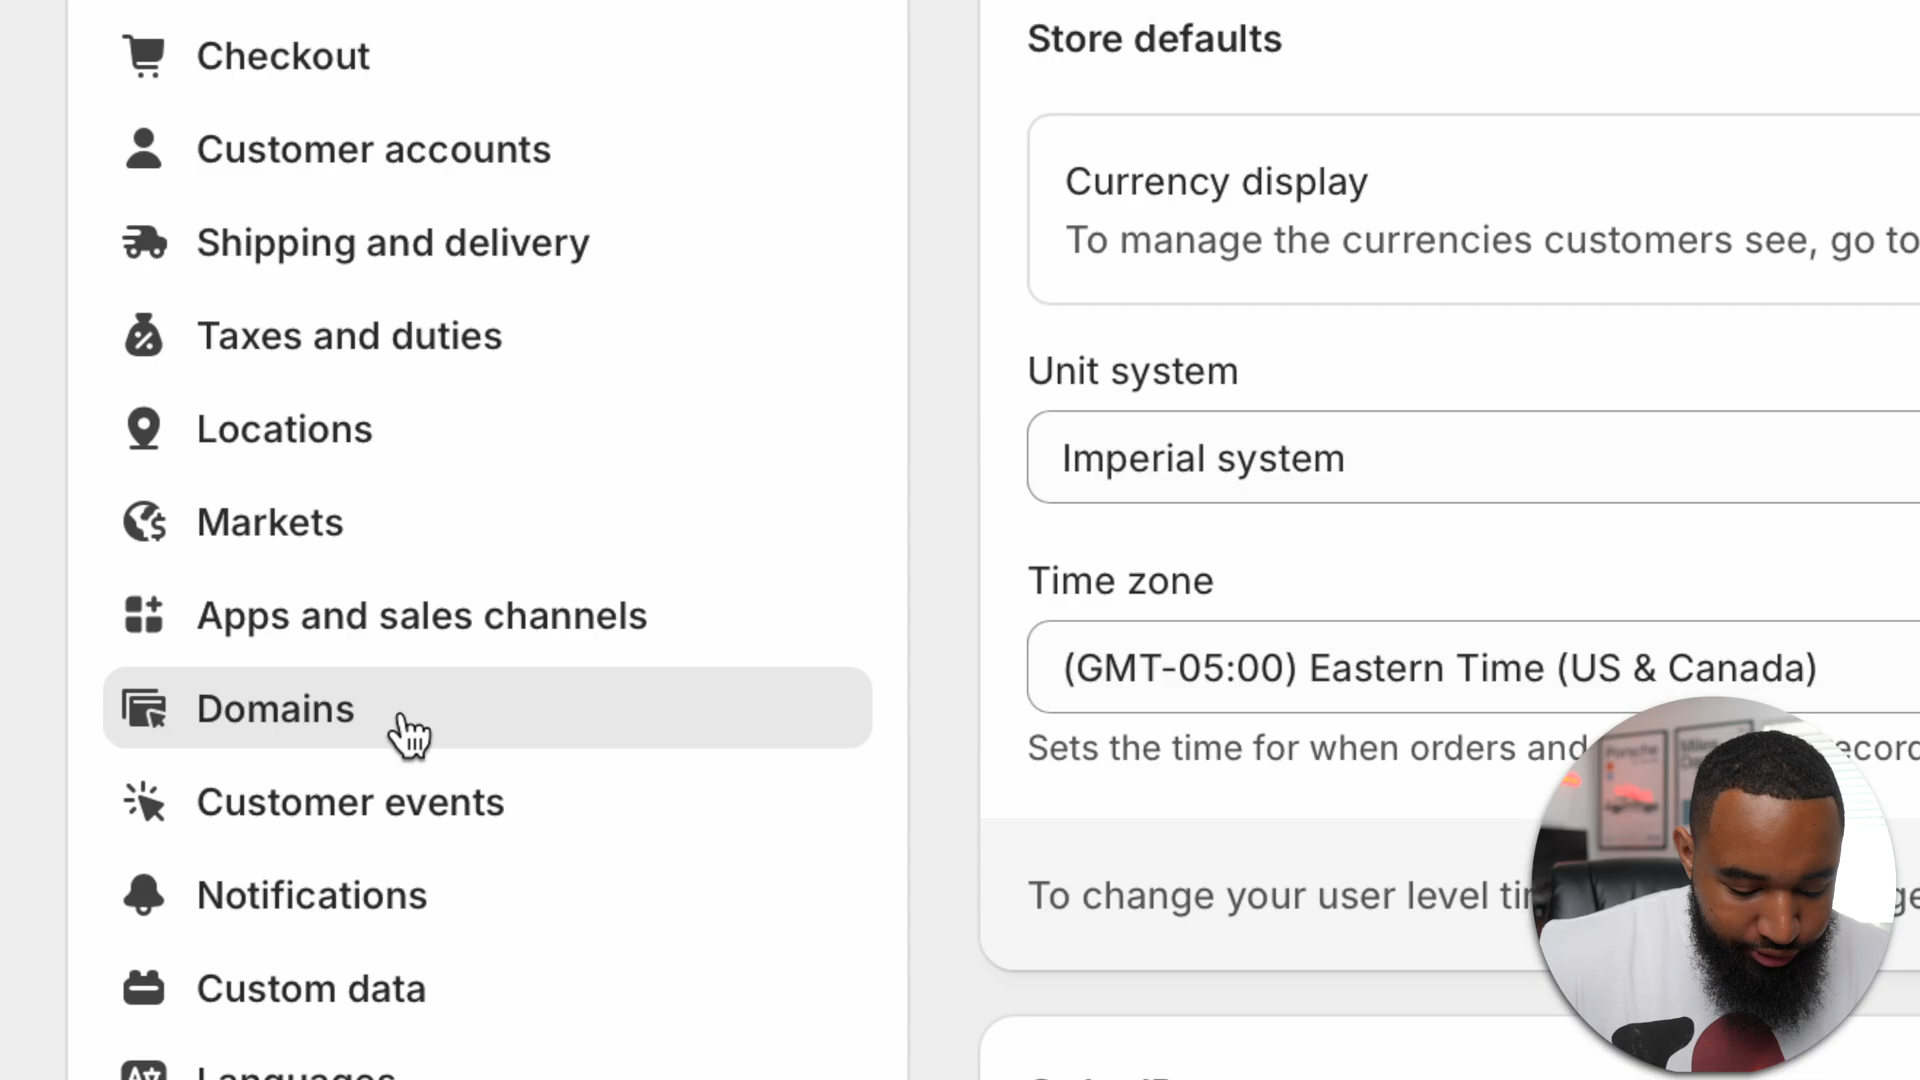 Checkout
Customer accounts
Shipping and delivery
Taxes and duties
Locations
Markets
Apps and sales channels
Domains
Customer events
Notifications
Custom data
Languages
Store defaults
Currency display
To manage the currencies customers see, go to
Unit system
Imperial system
Time zone
(GMT-05:00) Eastern Time (US & Canada)
Sets the time for when orders and
To change your user level
Porsche